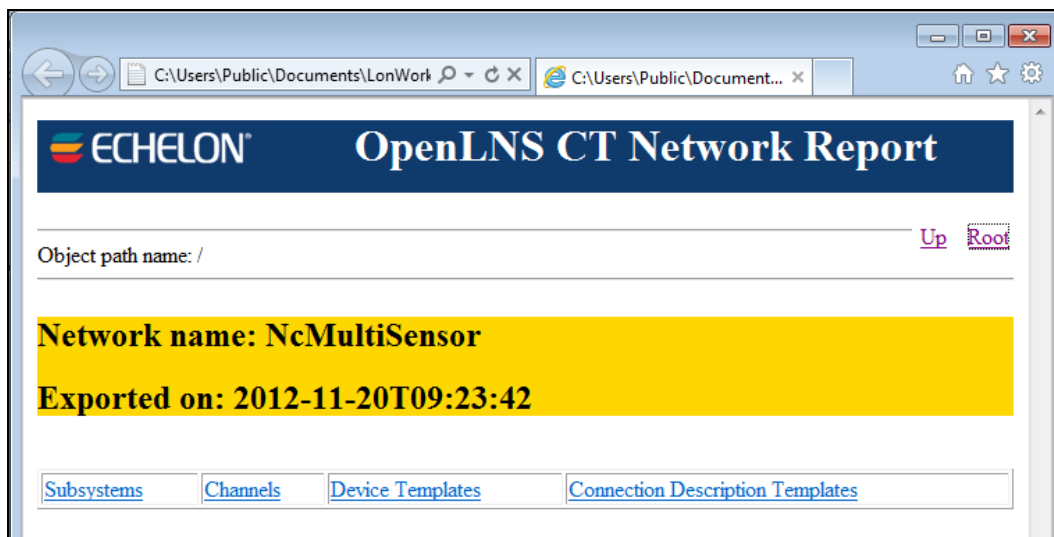 C:\Users\Public\Documents\LonWork
C:\Users\Public\Document...
ECHELON®
OpenLNS CT Network Report
Up Root
Object path name: /
Network name: NcMultiSensor
Exported on: 2012-11-20T09:23:42
Subsystems Channels Device Templates Connection Description Templates